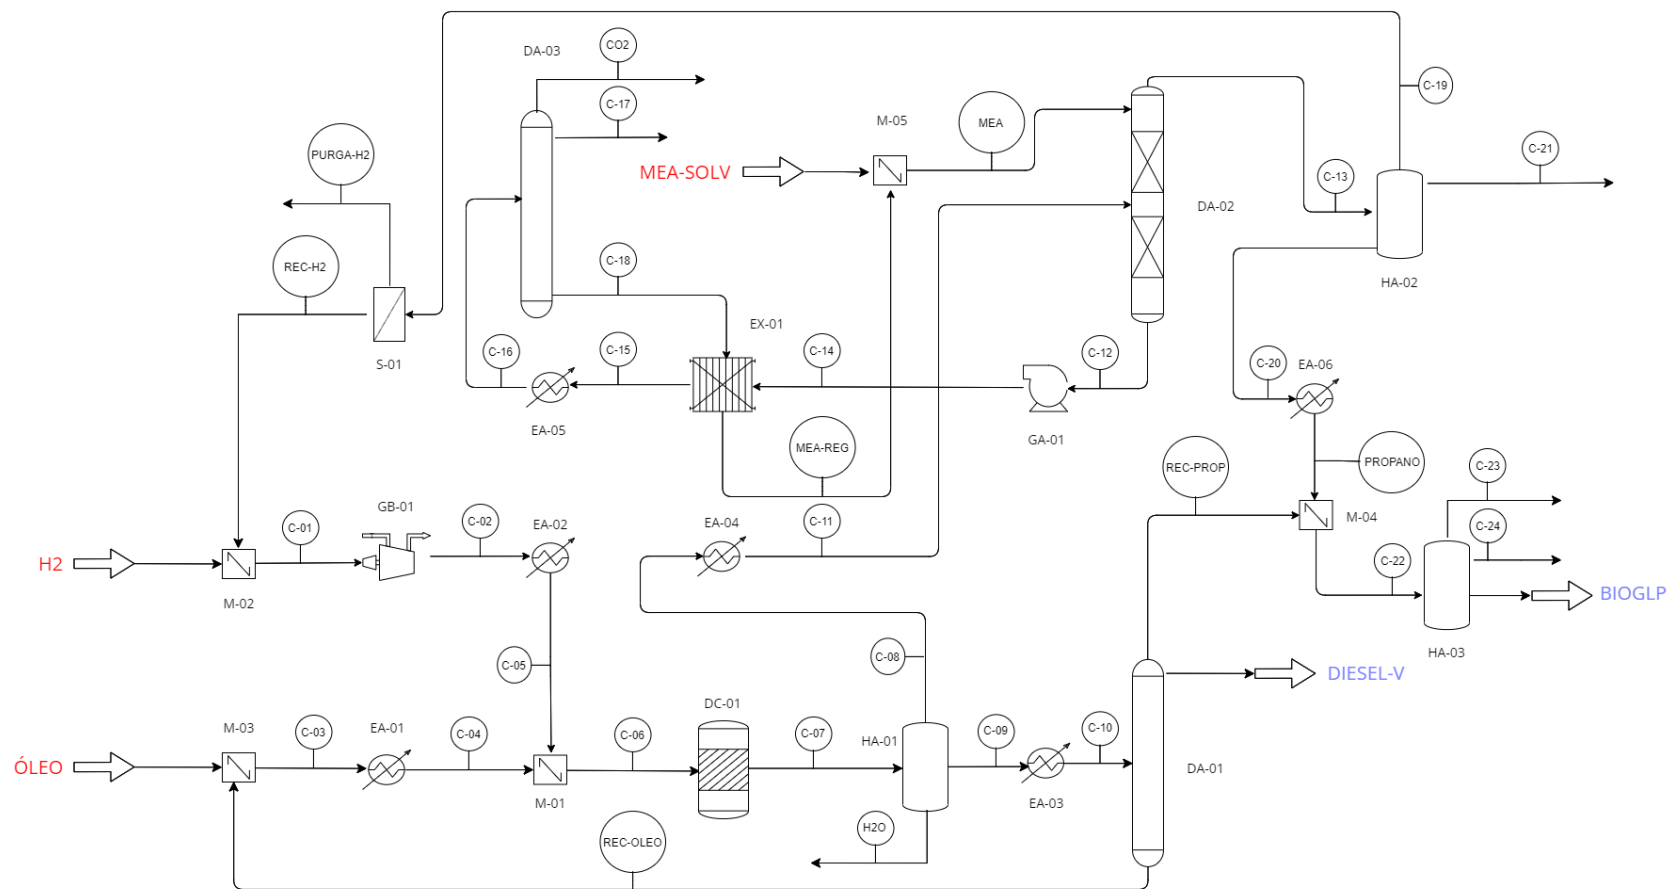 DA-03
CO2
C-17
C-19
M-05
MEA
PURGA-H2
C-21
MEA-SOLV
C-13
DA-02
REC-H2
C-18
HA-02
EX-01
S-01
C-16
C-15
C-14
C-12
C-20
EA-06
EA-05
GA-01
MEA-REG
REC-PROP
PROPANO
C-23
GB-01
C-01
C-02
EA-02
EA-04
C-11
M-04
C-24
H2
C-22
BIOGLP
M-02
C-05
C-08
HA-03
DIESEL-V
DC-01
M-03
C-03
EA-01
C-04
C-06
C-07
HA-01
C-09
C-10
ÓLEO
DA-01
M-01
EA-03
H2O
REC-OLEO